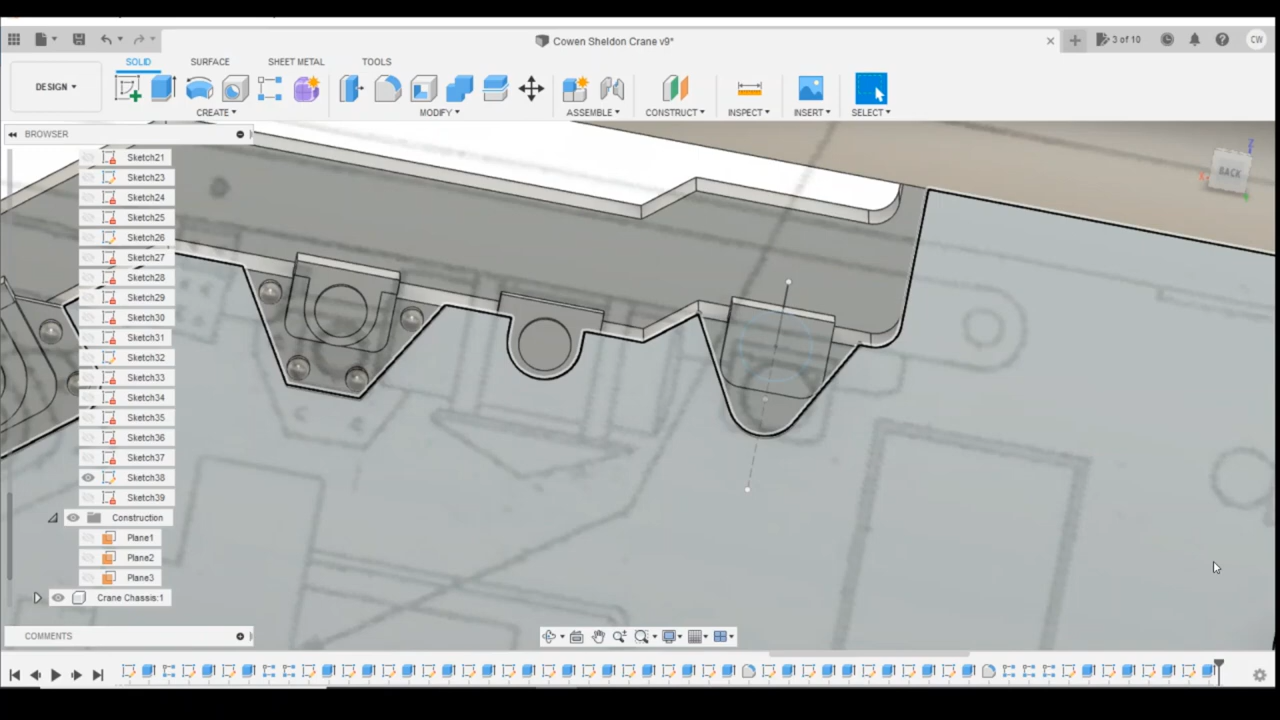 Cowen Sheldon Crane v9*
3 of 10
CW
DESIGN
SOLID
SURFACE
SHEET METAL
TOOLS
CREATE
MODIFY
ASSEMBLE
CONSTRUCT
INSPECT
INSERT
SELECT
BROWSER
BACK
Sketch21
Sketch23
Sketch24
Sketch25
Sketch26
Sketch27
Sketch28
Sketch29
Sketch30
Sketch31
Sketch32
Sketch33
Sketch34
Sketch35
Sketch36
Sketch37
Sketch38
Sketch39
Construction
Plane1
Plane2
Plane3
Crane Chassis:1
COMMENTS